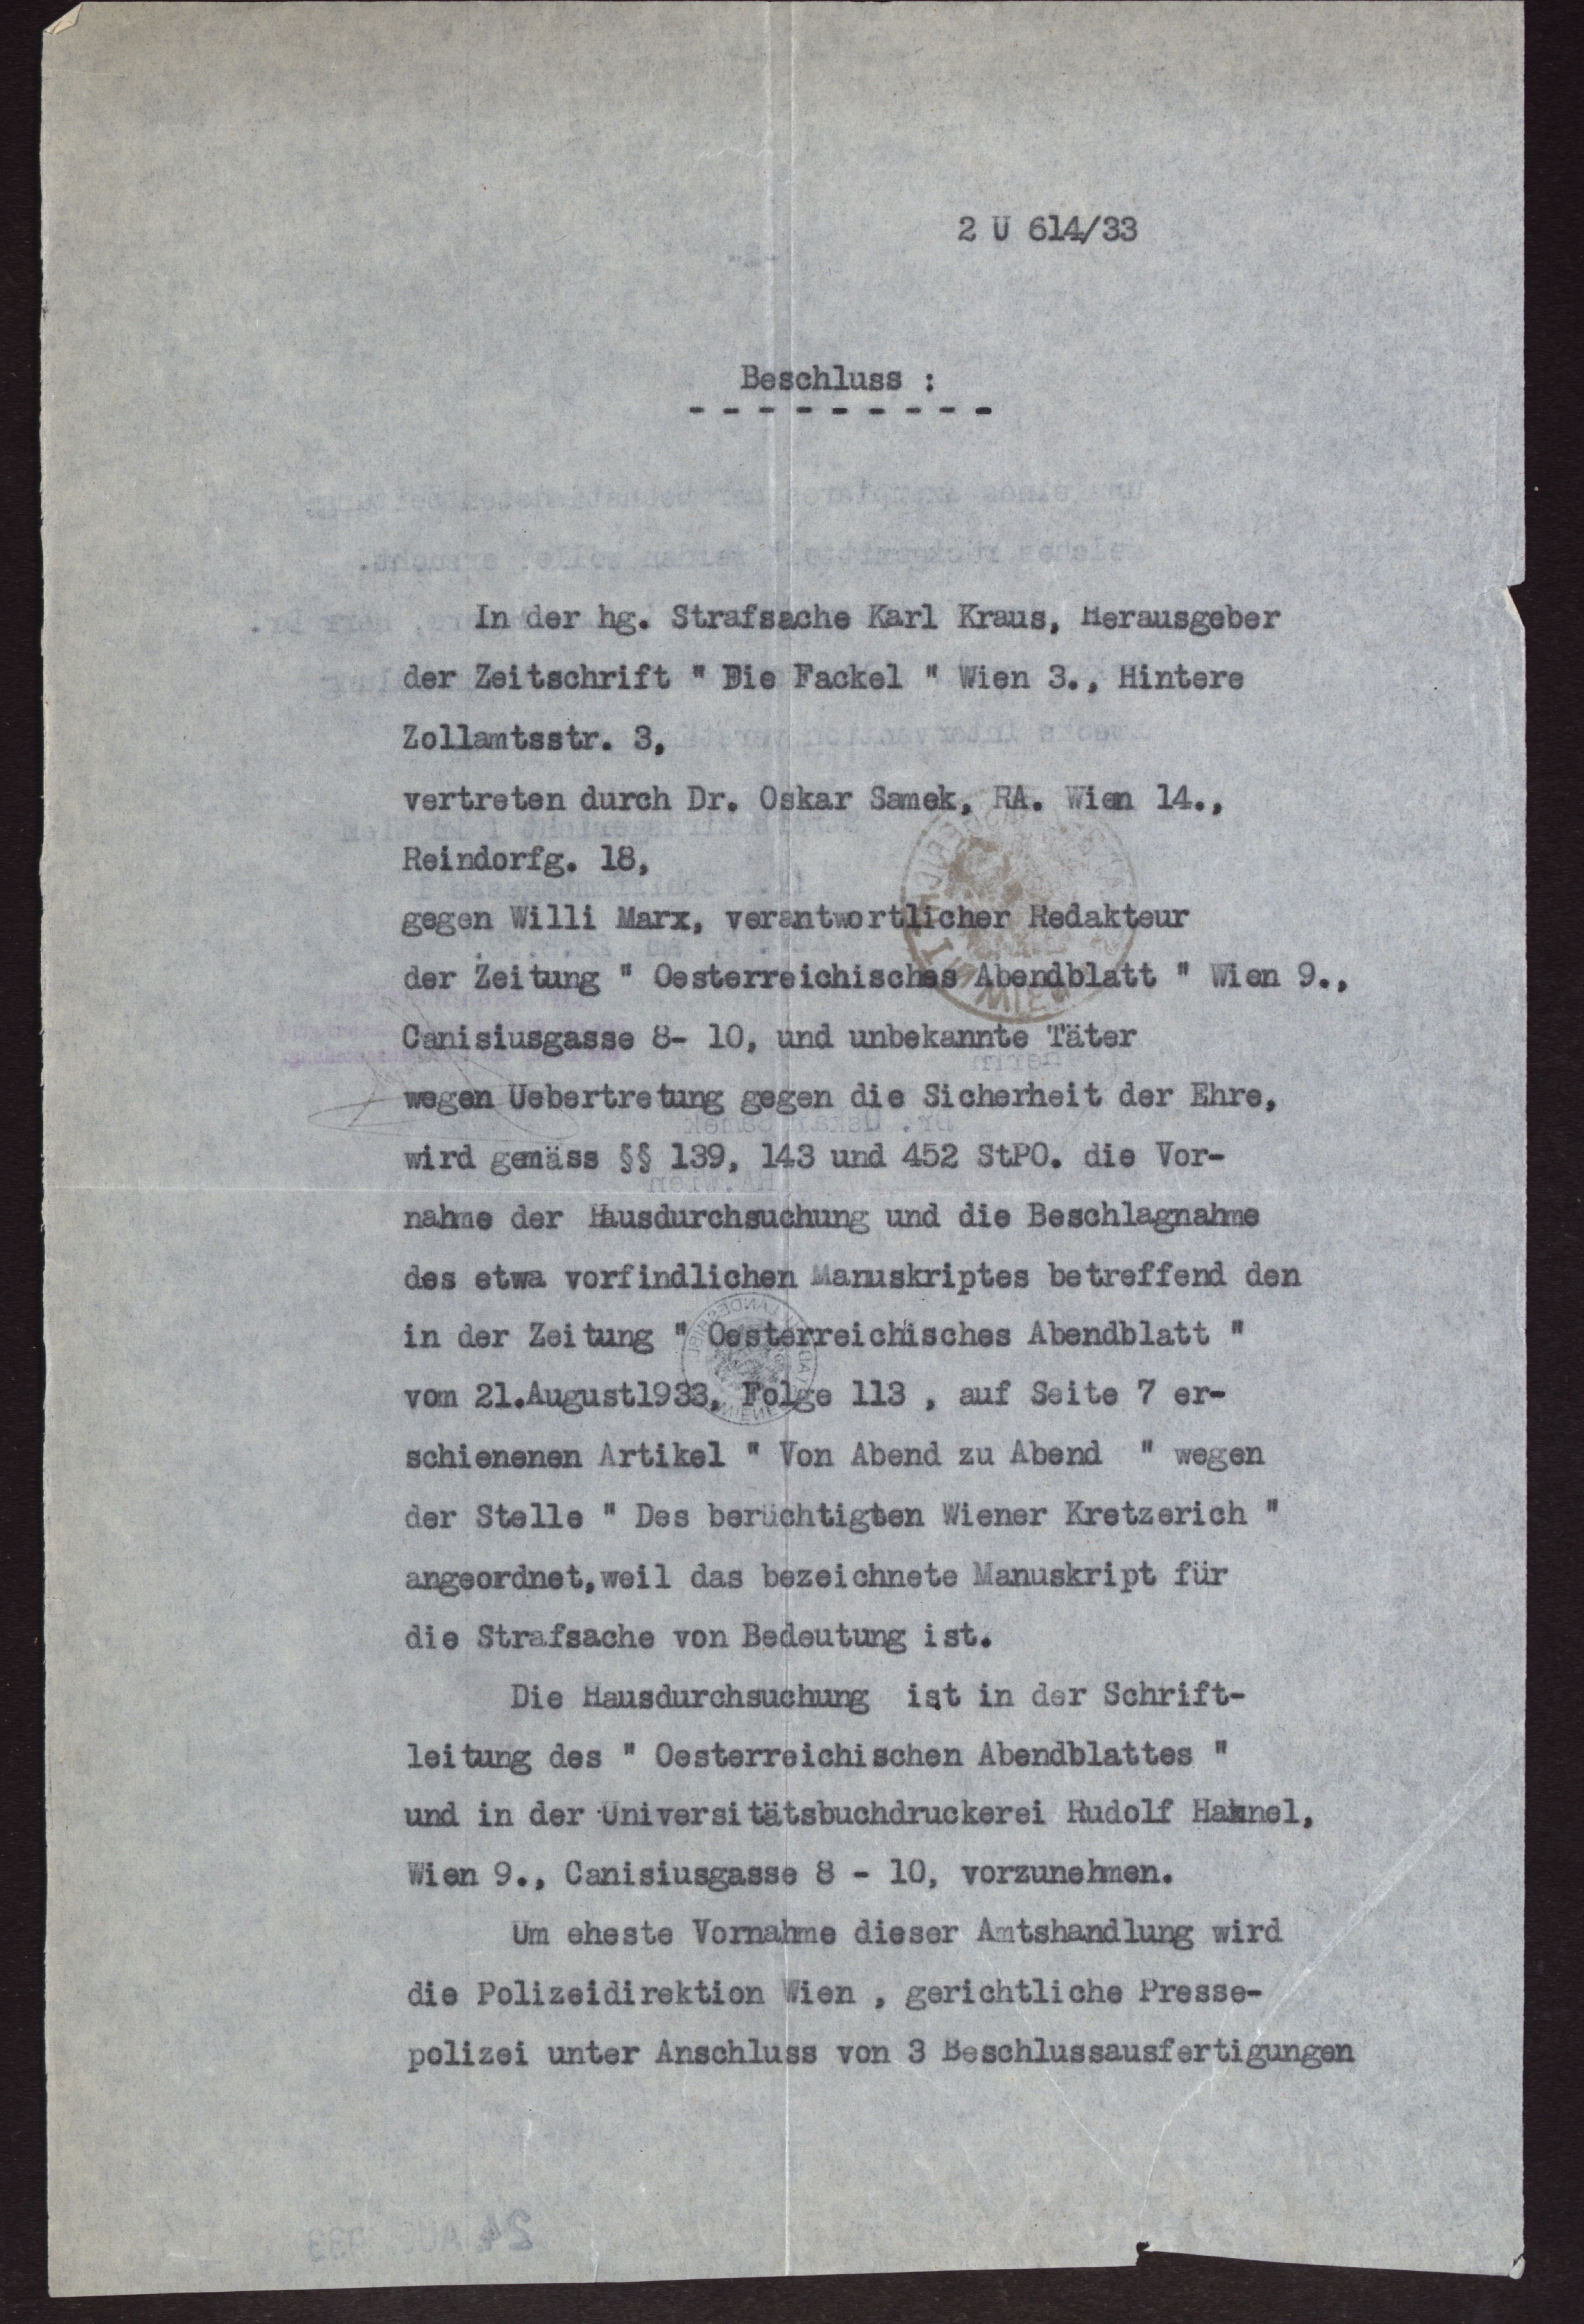 2 U 614/33
Beschluss :
- - - - - - - - -
In der hg. Strafsache Karl Kraus, Herausgeber
der Zeitschrift " Die Fackel " Wien 3., Hintere
Zollamtsstr. 3,
vertreten durch Dr. Oskar Samek, RA. Wien 14.,
Reindorfg. 18,
gegen Willi Marx, verantwortlicher Redakteur
der Zeitung " Oesterreichisches Abendblatt " Wien 9.,
Canisiusgasse 8- 10, und unbekannte Täter
wegen Uebertretung gegen die Sicherheit der Ehre,
wird gemäss §§ 139, 143 und 452 StPO. die Vor-
nahme der Hausdurchsuchung und die Beschlagnahme
des etwa vorfindlichen Manuskriptes betreffend den
in der Zeitung " Oesterreichisches Abendblatt "
vom 21.August1933, Folge 113 , auf Seite 7 er-
schienenen Artikel " Von Abend zu Abend " wegen
der Stelle " Des berüchtigten Wiener Kretzerich "
angeordnet,weil das bezeichnete Manuskript für
die Strafsache von Bedeutung ist.
Die Hausdurchsuchung ist in der Schrift-
leitung des " Oesterreichischen Abendblattes "
und in der Universitätsbuchdruckerei Rudolf Hahnel,
Wien 9., Canisiusgasse 8 - 10, vorzunehmen.
Um eheste Vornahme dieser Amtshandlung wird
die Polizeidirektion Wien , gerichtliche Presse-
polizei unter Anschluss von 3 Beschlussausfertigungen